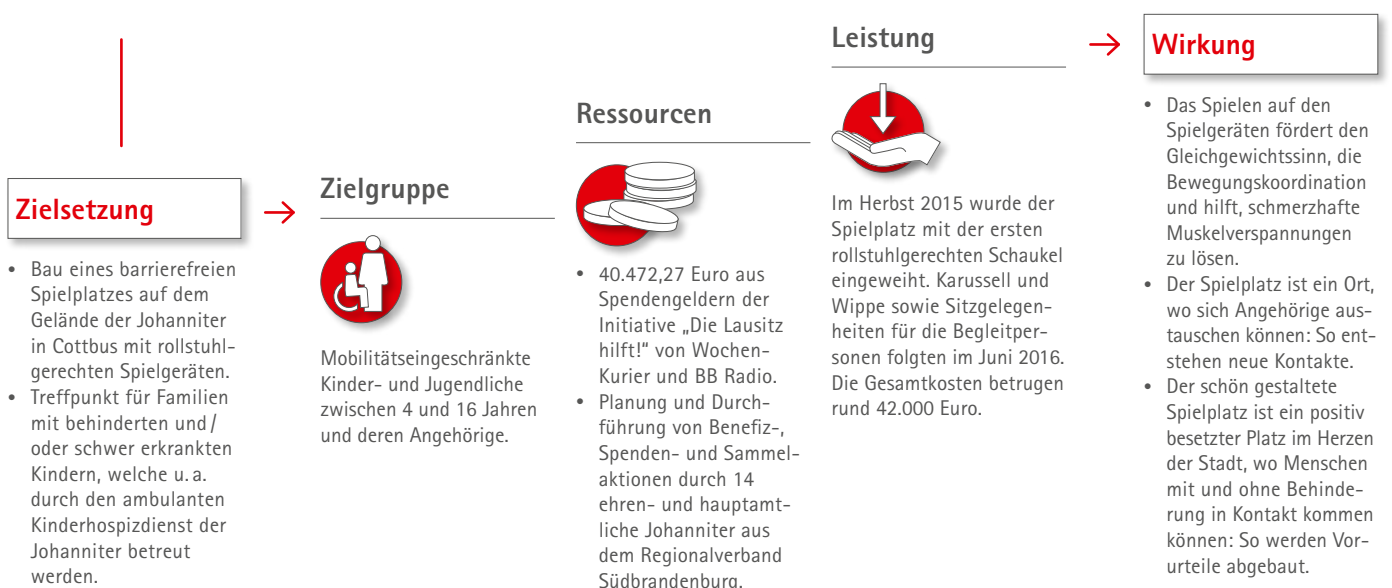 Zielsetzung
• Bau eines barrierefreien
Spielplatzes auf dem
Gelände der Johanniter
in Cottbus mit rollstuhl-
gerechten Spielgeräten.
• Treffpunkt für Familien
mit behinderten und /
oder schwer erkrankten
Kindern, welche u. a.
durch den ambulanten
Kinderhospizdienst der
Johanniter betreut
werden.
Zielgruppe
Mobilitätseingeschränkte
Kinder- und Jugendliche
zwischen 4 und 16 Jahren
und deren Angehörige.
Ressourcen
• 40.472,27 Euro aus
Spendengeldern der
Initiative „Die Lausitz
hilft!" von Wochen-
Kurier und BB Radio.
• Planung und Durch-
führung von Benefiz-,
Spenden- und Sammel-
aktionen durch 14
ehren- und hauptamt-
liche Johanniter aus
dem Regionalverband
Südbrandenburg.
Leistung
Im Herbst 2015 wurde der
Spielplatz mit der ersten
rollstuhlgerechten Schaukel
eingeweiht. Karussell und
Wippe sowie Sitzgelegen-
heiten für die Begleitper-
sonen folgten im Juni 2016.
Die Gesamtkosten betrugen
rund 42.000 Euro.
Wirkung
• Das Spielen auf den
Spielgeräten fördert den
Gleichgewichtssinn, die
Bewegungskoordination
und hilft, schmerzhafte
Muskelverspannungen
zu lösen.
• Der Spielplatz ist ein Ort,
wo sich Angehörige aus-
tauschen können: So ent-
stehen neue Kontakte.
• Der schön gestaltete
Spielplatz ist ein positiv
besetzter Platz im Herzen
der Stadt, wo Menschen
mit und ohne Behinde-
rung in Kontakt kommen
können: So werden Vor-
urteile abgebaut.